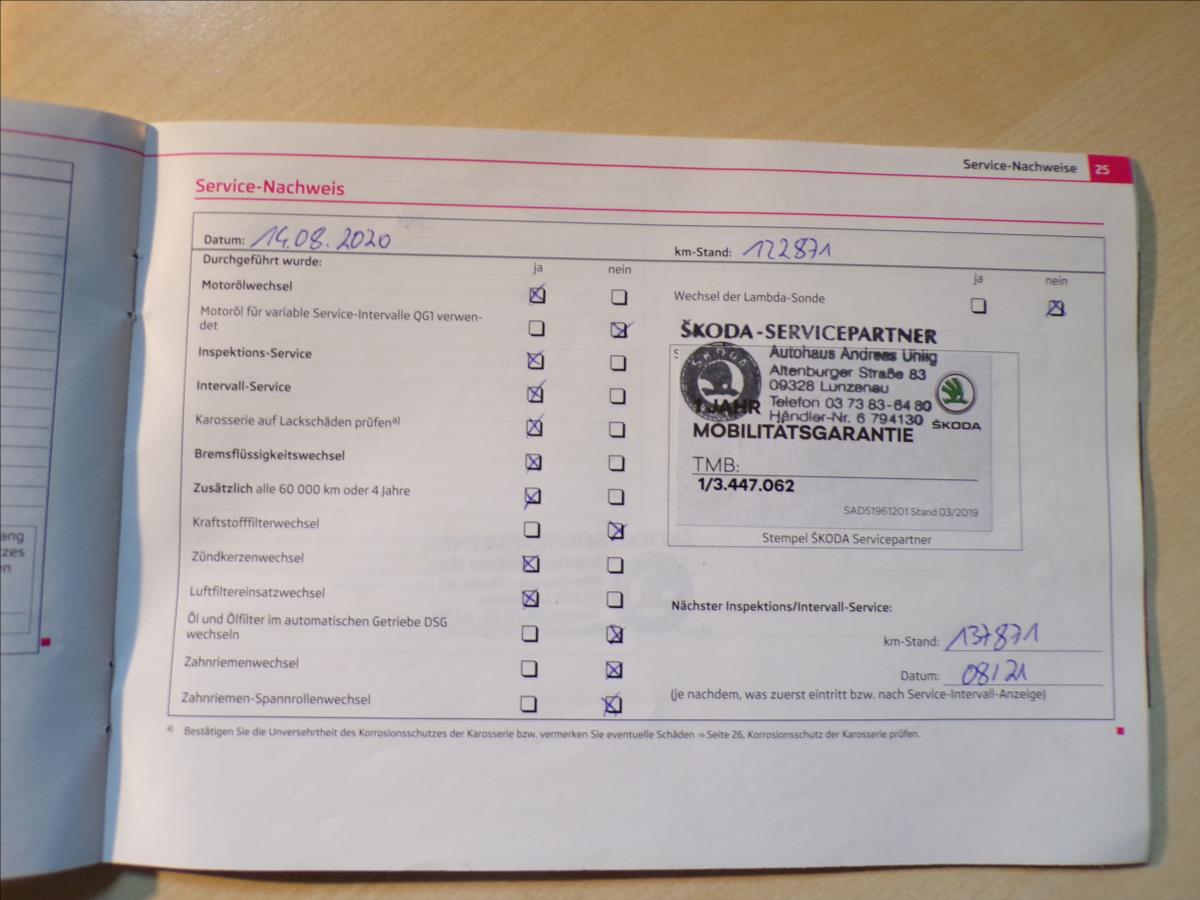 Service-Nachweise 25
Service-Nachweis
Datum: 14.08.2020
km-Stand: 122871
Durchgeführt wurde:
ja nein
Motorölwechsel
Motoröl für variable Service-Intervalle QG1 verwen-
det
Inspektions-Service
Intervall-Service
Karosserie auf Lackschäden prüfen a)
Bremsflüssigkeitswechsel
Zusätzlich alle 60 000 km oder 4 Jahre
Kraftstofffilterwechsel
Zündkerzenwechsel
Luftfiltereinsatzwechsel
Öl und Ölfilter im automatischen Getriebe DSG
wechseln
Zahnriemenwechsel
Zahnriemen-Spannrollenwechsel
ja nein
Wechsel der Lambda-Sonde
ŠKODA-SERVICEPARTNER
Autohaus Andreas Uhlig
Altenburger Straße 83
09328 Lunzenau
Telefon 03 73 83-64 80
Händler-Nr. 6 794130
ŠKODA
ŠKODA
1 JAHR
MOBILITÄTSGARANTIE
TMB:
1/3.447.062
SAD51961201 Stand 03/2019
Stempel ŠKODA Servicepartner
Nächster Inspektions/Intervall-Service:
km-Stand: 137871
Datum: 08/21
(je nachdem, was zuerst eintritt bzw. nach Service-Intervall-Anzeige)
a) Bestätigen Sie die Unversehrtheit des Korrosionsschutzes der Karosserie bzw. vermerken Sie eventuelle Schäden ⇒ Seite 26, Korrosionsschutz der Karosserie prüfen.